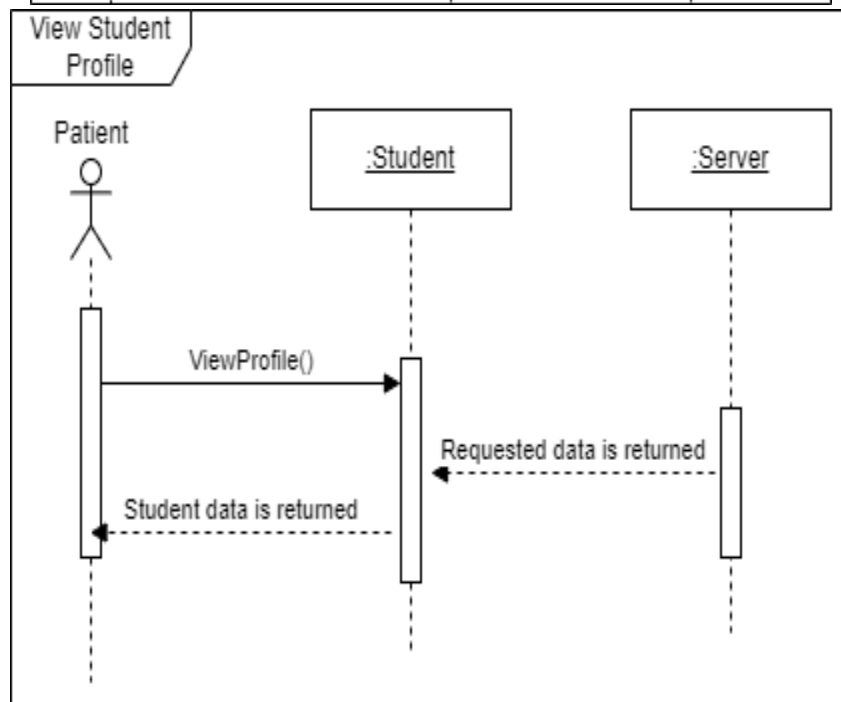 View Student
Profile
Patient
:Student
:Server
ViewProfile()
Requested data is returned
Student data is returned